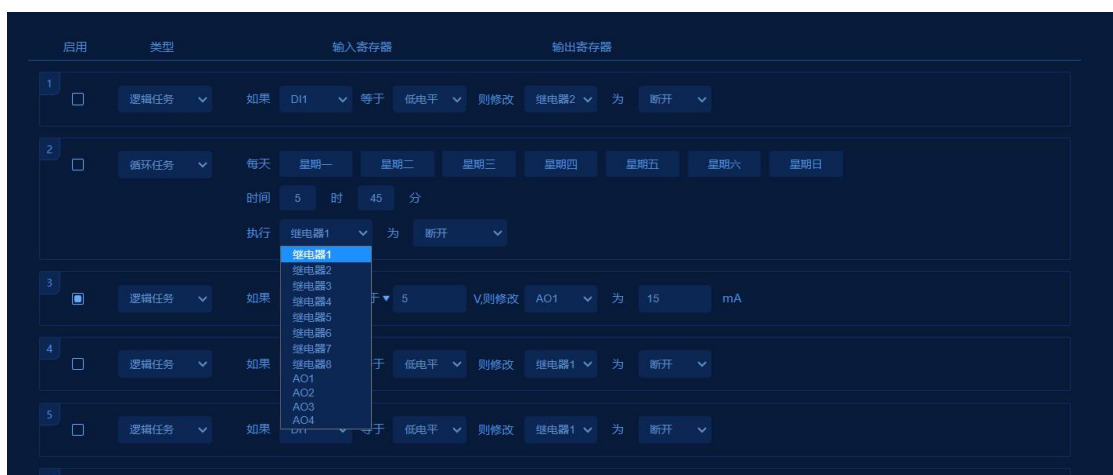 启用 类型 输入寄存器 输出寄存器
1
逻辑任务 如果 DI1 等于 低电平 则修改 继电器2 为 断开
2
循环任务 每天 星期一 星期二 星期三 星期四 星期五 星期六 星期日
时间 5 时 45 分
执行 继电器1 为 断开
继电器1
继电器2
继电器3
继电器4
继电器5
继电器6
继电器7
继电器8
AO1
AO2
AO3
AO4
3
逻辑任务 如果 于 5 V,则修改 AO1 为 15 mA
4
逻辑任务 如果 于 低电平 则修改 继电器1 为 断开
5
逻辑任务 如果 DI1 等于 低电平 则修改 继电器1 为 断开